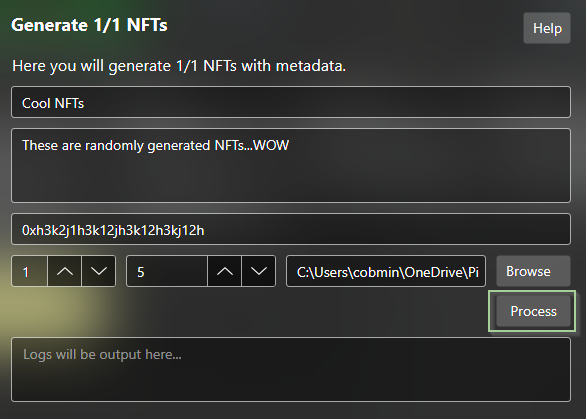 Generate 1/1 NFTs
Help
Here you will generate 1/1 NFTs with metadata.
Cool NFTs
These are randomly generated NFTs...WOW
0xh3k2j1h3k12jh3k12h3kj12h
1
5
C:\Users\cobmin\OneDrive\Pi
Browse
Process
Logs will be output here...